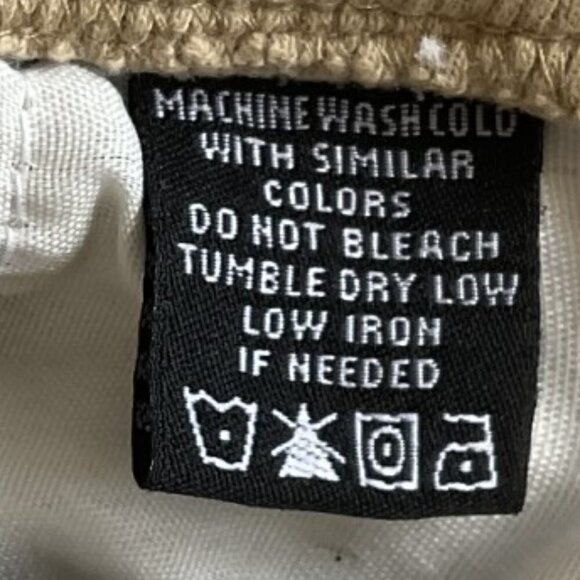 MACHINE WASH COLD
WITH SIMILAR
COLORS
DO NOT BLEACH
TUMBLE DRY LOW
LOW IRON
IF NEEDED